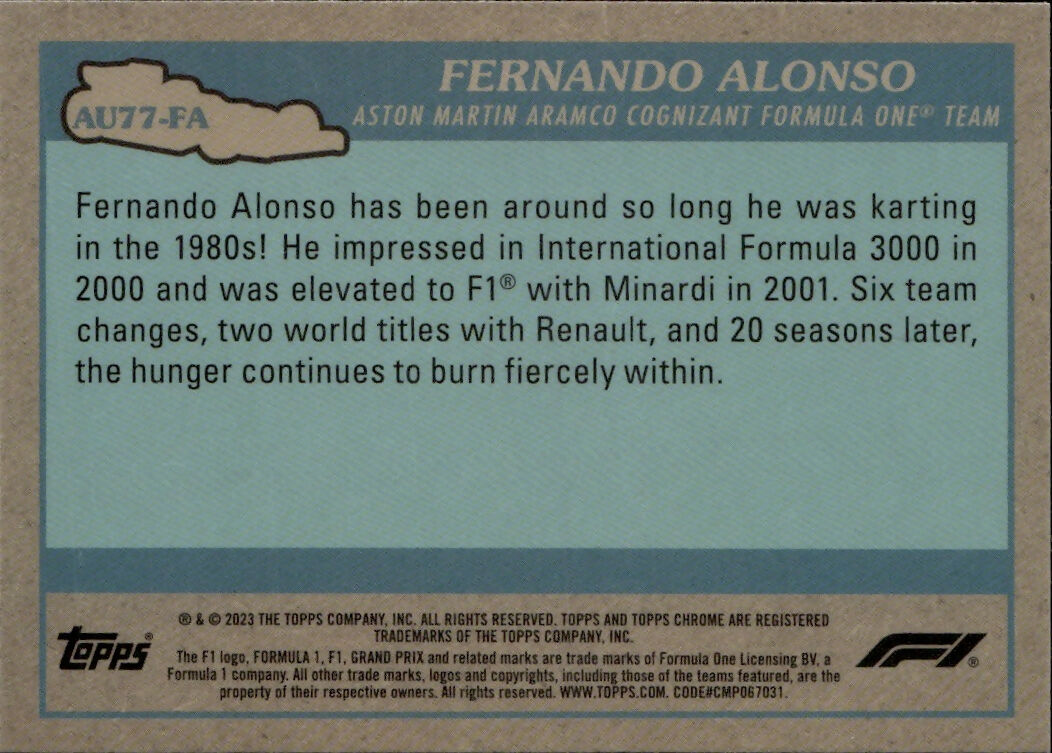 AU77-FA
FERNANDO ALONSO
ASTON MARTIN ARAMCO COGNIZANT FORMULA ONE® TEAM
Fernando Alonso has been around so long he was karting
in the 1980s! He impressed in International Formula 3000 in
2000 and was elevated to F1® with Minardi in 2001. Six team
changes, two world titles with Renault, and 20 seasons later,
the hunger continues to burn fiercely within.
® & © 2023 THE TOPPS COMPANY, INC. ALL RIGHTS RESERVED. TOPPS AND TOPPS CHROME ARE REGISTERED
TRADEMARKS OF THE TOPPS COMPANY, INC.
The F1 logo, FORMULA 1, F1, GRAND PRIX and related marks are trade marks of Formula One Licensing BV, a
Formula 1 company. All other trade marks, logos and copyrights, including those of the teams featured, are the
property of their respective owners. All rights reserved. WWW.TOPPS.COM. CODE#CMP067031.
topps®
F1®